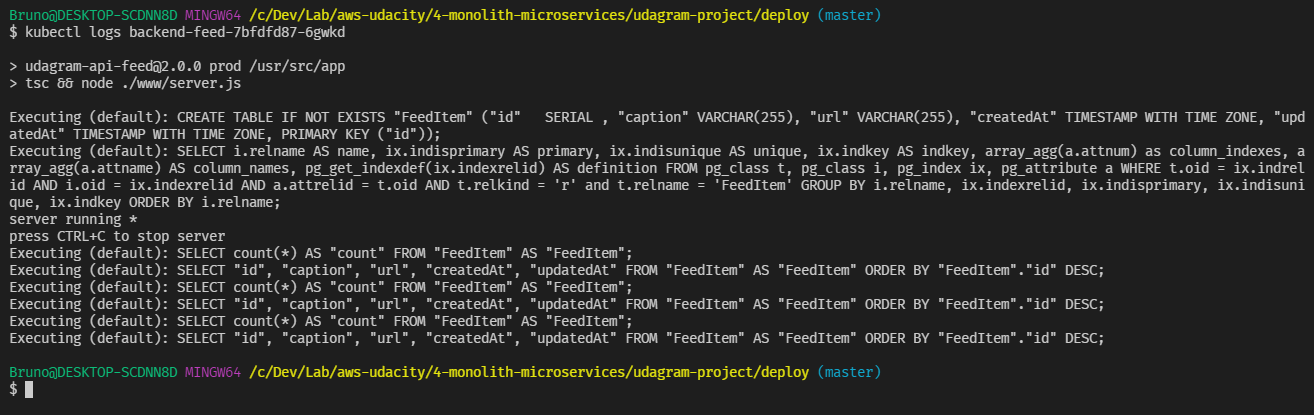 Bruno@DESKTOP-SCDNN8D MINGW64 /c/Dev/Lab/aws-udacity/4-monolith-microservices/udagram-project/deploy (master)
$ kubectl logs backend-feed-7bfdfd87-6gwkd
> udagram-api-feed@2.0.0 prod /usr/src/app
> tsc && node ./www/server.js
Executing (default): CREATE TABLE IF NOT EXISTS "FeedItem" ("id"   SERIAL , "caption" VARCHAR(255), "url" VARCHAR(255), "createdAt" TIMESTAMP WITH TIME ZONE, "upd
atedAt" TIMESTAMP WITH TIME ZONE, PRIMARY KEY ("id"));
Executing (default): SELECT i.relname AS name, ix.indisprimary AS primary, ix.indisunique AS unique, ix.indkey AS indkey, array_agg(a.attnum) as column_indexes, a
rray_agg(a.attname) AS column_names, pg_get_indexdef(ix.indexrelid) AS definition FROM pg_class t, pg_class i, pg_index ix, pg_attribute a WHERE t.oid = ix.indrel
id AND i.oid = ix.indexrelid AND a.attrelid = t.oid AND t.relkind = 'r' and t.relname = 'FeedItem' GROUP BY i.relname, ix.indexrelid, ix.indisprimary, ix.indisuni
que, ix.indkey ORDER BY i.relname;
server running *
press CTRL+C to stop server
Executing (default): SELECT count(*) AS "count" FROM "FeedItem" AS "FeedItem";
Executing (default): SELECT "id", "caption", "url", "createdAt", "updatedAt" FROM "FeedItem" AS "FeedItem" ORDER BY "FeedItem"."id" DESC;
Executing (default): SELECT count(*) AS "count" FROM "FeedItem" AS "FeedItem";
Executing (default): SELECT "id", "caption", "url", "createdAt", "updatedAt" FROM "FeedItem" AS "FeedItem" ORDER BY "FeedItem"."id" DESC;
Executing (default): SELECT count(*) AS "count" FROM "FeedItem" AS "FeedItem";
Executing (default): SELECT "id", "caption", "url", "createdAt", "updatedAt" FROM "FeedItem" AS "FeedItem" ORDER BY "FeedItem"."id" DESC;
Bruno@DESKTOP-SCDNN8D MINGW64 /c/Dev/Lab/aws-udacity/4-monolith-microservices/udagram-project/deploy (master)
$